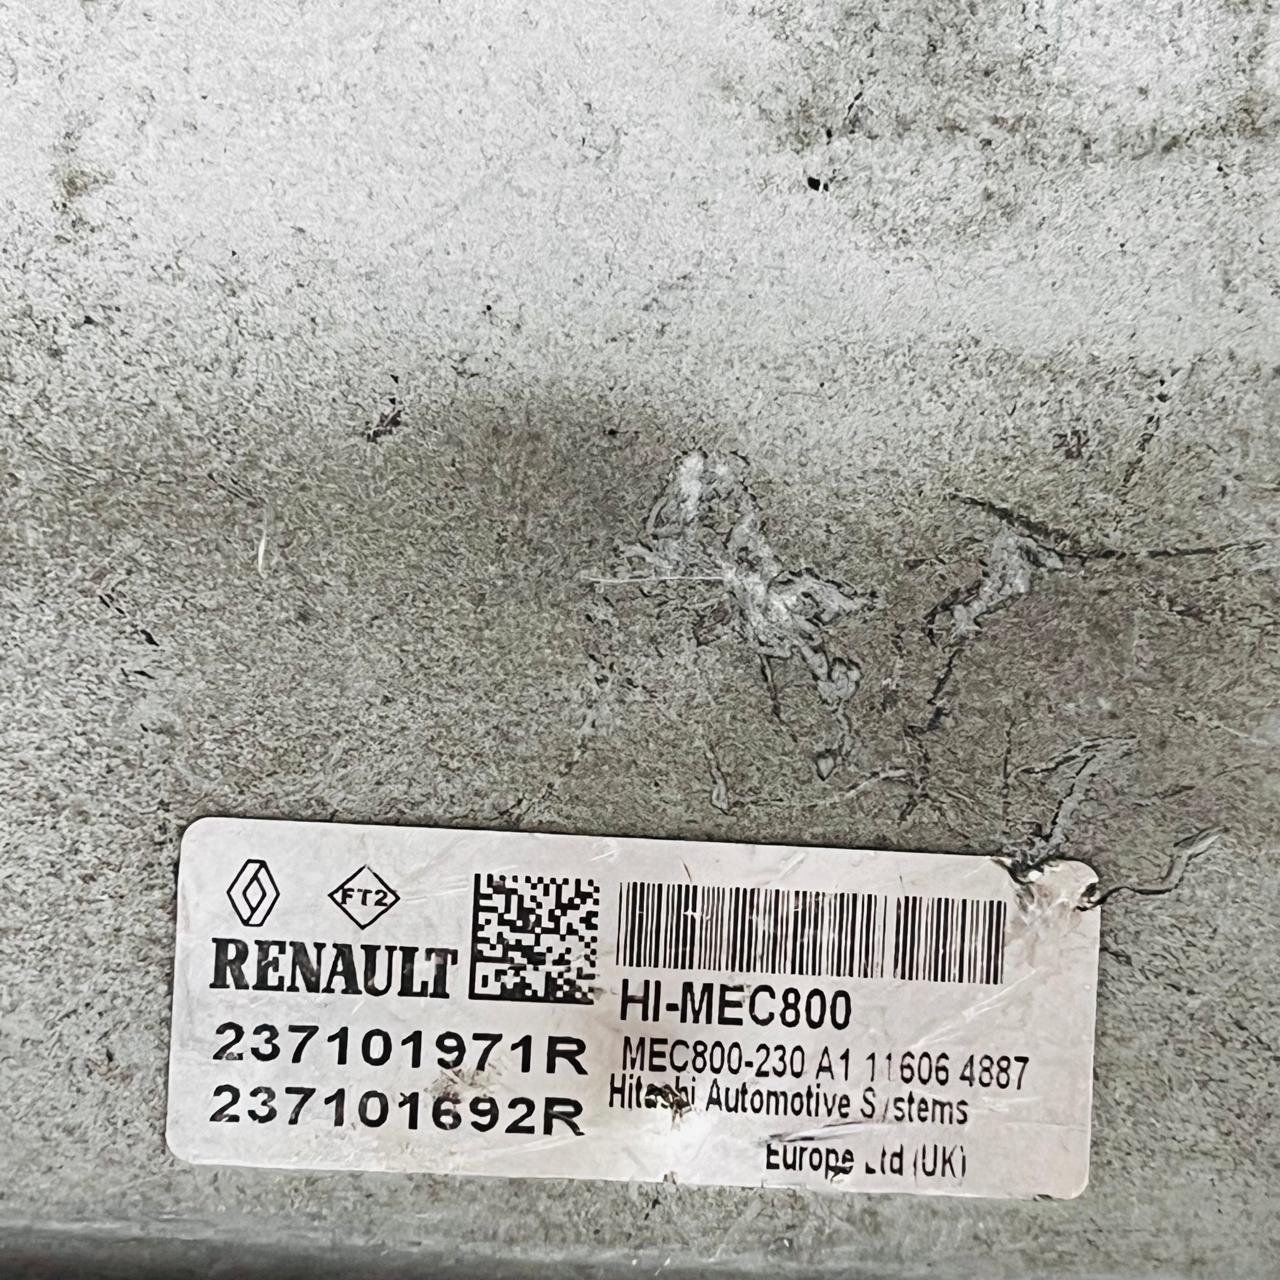 FT2
RENAULT
237101971R
237101692R
HI-MEC800
MEC800-230 A1 11606 4887
Hitachi Automotive Systems
Europe Ltd (UK)